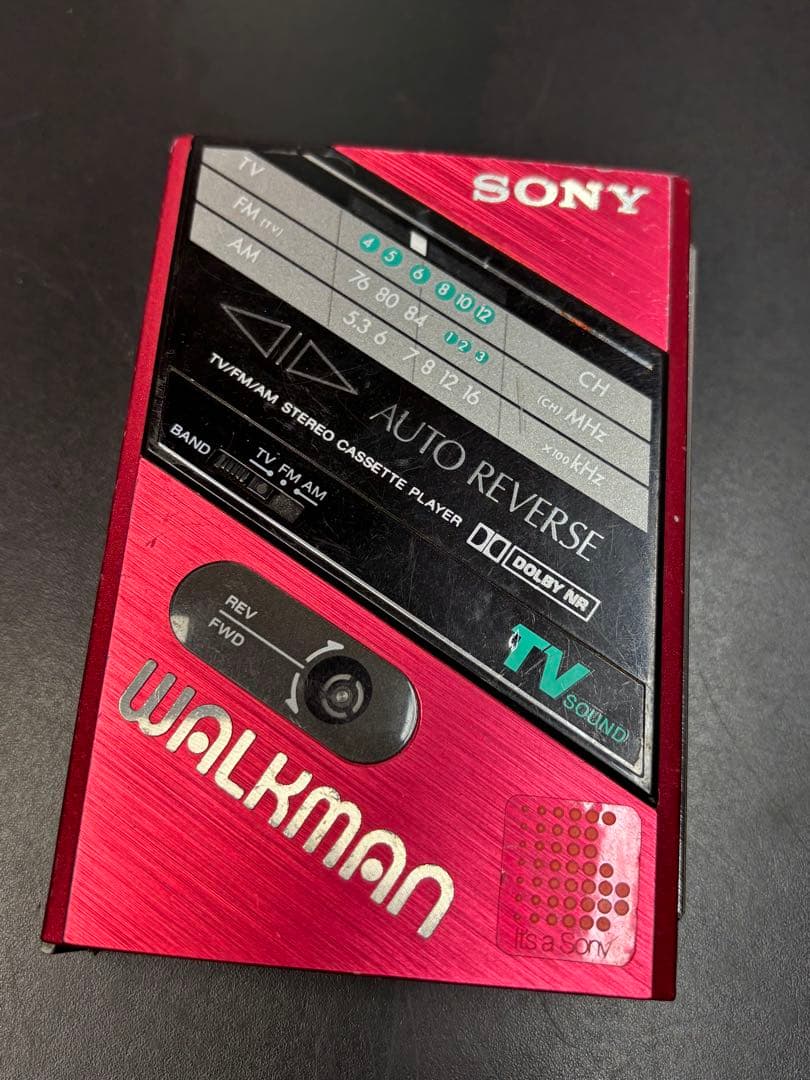 SONY
TV 4 5 6 8 10 12 CH
FM (TV) 76 80 84 1 2 3 (CH) MHz
AM 5.3 6 7 8 12 16 ×100kHz
AUTO REVERSE
TV/FM/AM STEREO CASSETTE PLAYER
DOLBY NR
BAND TV FM AM
TV
SOUND
REV
FWD
WALKMAN
It's a Sony